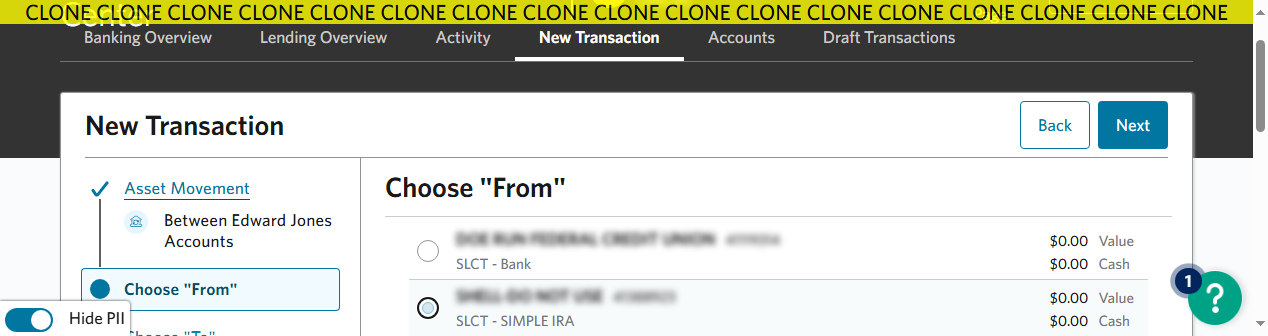 CLONE CLONE CLONE CLONE CLONE CLONE CLONE CLONE CLONE CLONE CLONE CLONE CLONE CLONE CLONE CLONE CLONE
Center
Banking Overview Lending Overview Activity New Transaction Accounts Draft Transactions
New Transaction Back Next
Asset Movement
Between Edward Jones
Accounts
Choose "From"
Choose "To"
Hide PII
Choose "From"
$0.00 Value
SLCT - Bank $0.00 Cash
$0.00 Value
SLCT - SIMPLE IRA $0.00 Cash
1
?